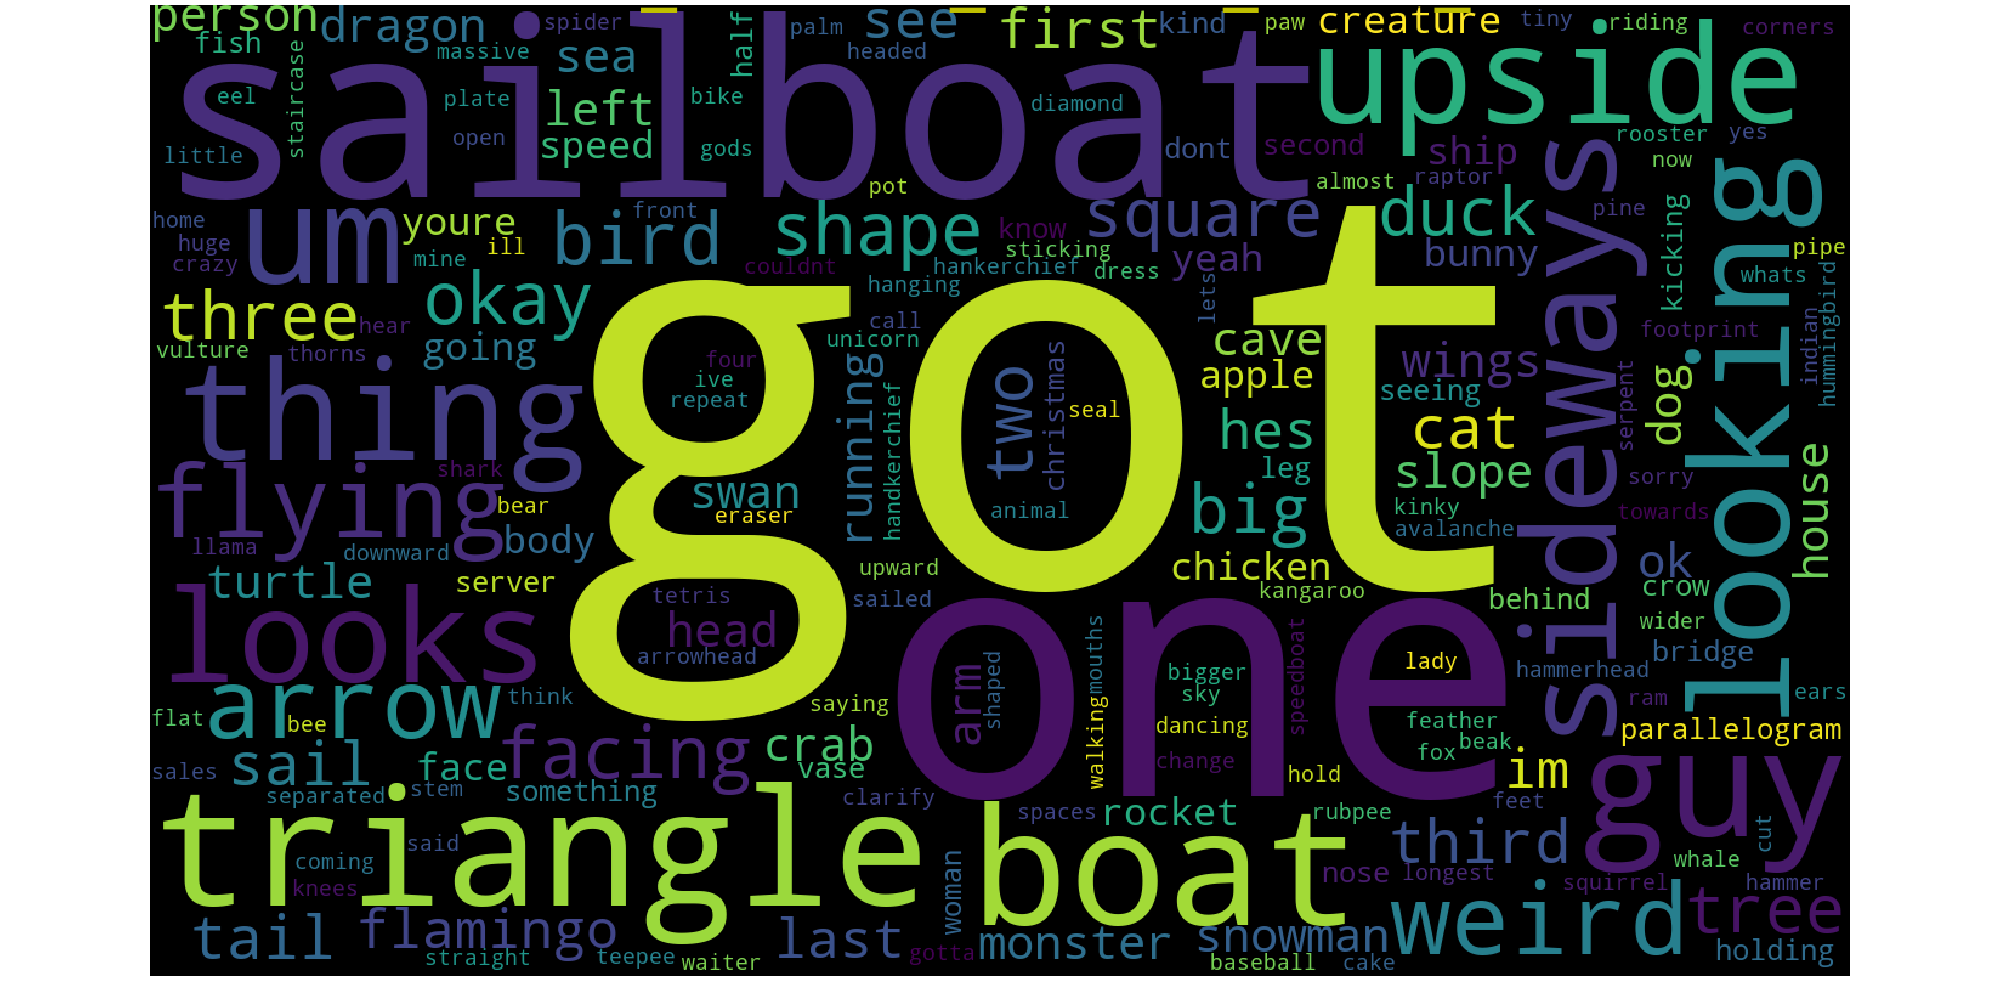 person
dragon
spider
palm
see
first
kind
paw
creature
tiny
riding
corners
fish
staircase
massive
sea
half
headed
sailboat
upside
eel
plate
left
bike
diamond
little
open
speed
gods
dont
second
ship
rooster
yes
now
pot
almost
raptor
sideways
looking
home
um
youre
front
bird
shape
know
square
duck
pine
kicking
huge
crazy
ill
mine
okay
couldnt
sticking
hankerchief
dress
yeah
bunny
pipe
whats
hanging
lets
three
hear
call
got
footprint
indian
hummingbird
vulture
thorns
going
four
unicorn
cave
wings
dog
thing
ive
repeat
running
handkerchief
two
christmas
seal
apple
seeing
serpent
hes
cat
house
flying
shark
swan
leg
slope
sorry
bear
eraser
animal
big
kinky
towards
llama
downward
body
avalanche
ok
turtle
server
upward
chicken
kangaroo
crow
looks
tetris
sailed
one
behind
wider
head
arrowhead
arm
shaped
mouths
walking
speedboat
lady
bridge
hammerhead
arrow
think
bigger
sky
ram
ears
flat
bee
saying
dancing
feather
beak
fox
parallelogram
sail
face
facing
crab
vase
change
sales
separated
stem
something
clarify
hold
im
guy
triangle
boat
spaces
rocket
rubpee
feet
cut
coming
said
third
whale
knees
woman
nose
longest
squirrel
hammer
tail
flamingo
last
monster
snowman
weird
tree
straight
teepee
waiter
gotta
baseball
cake
holding